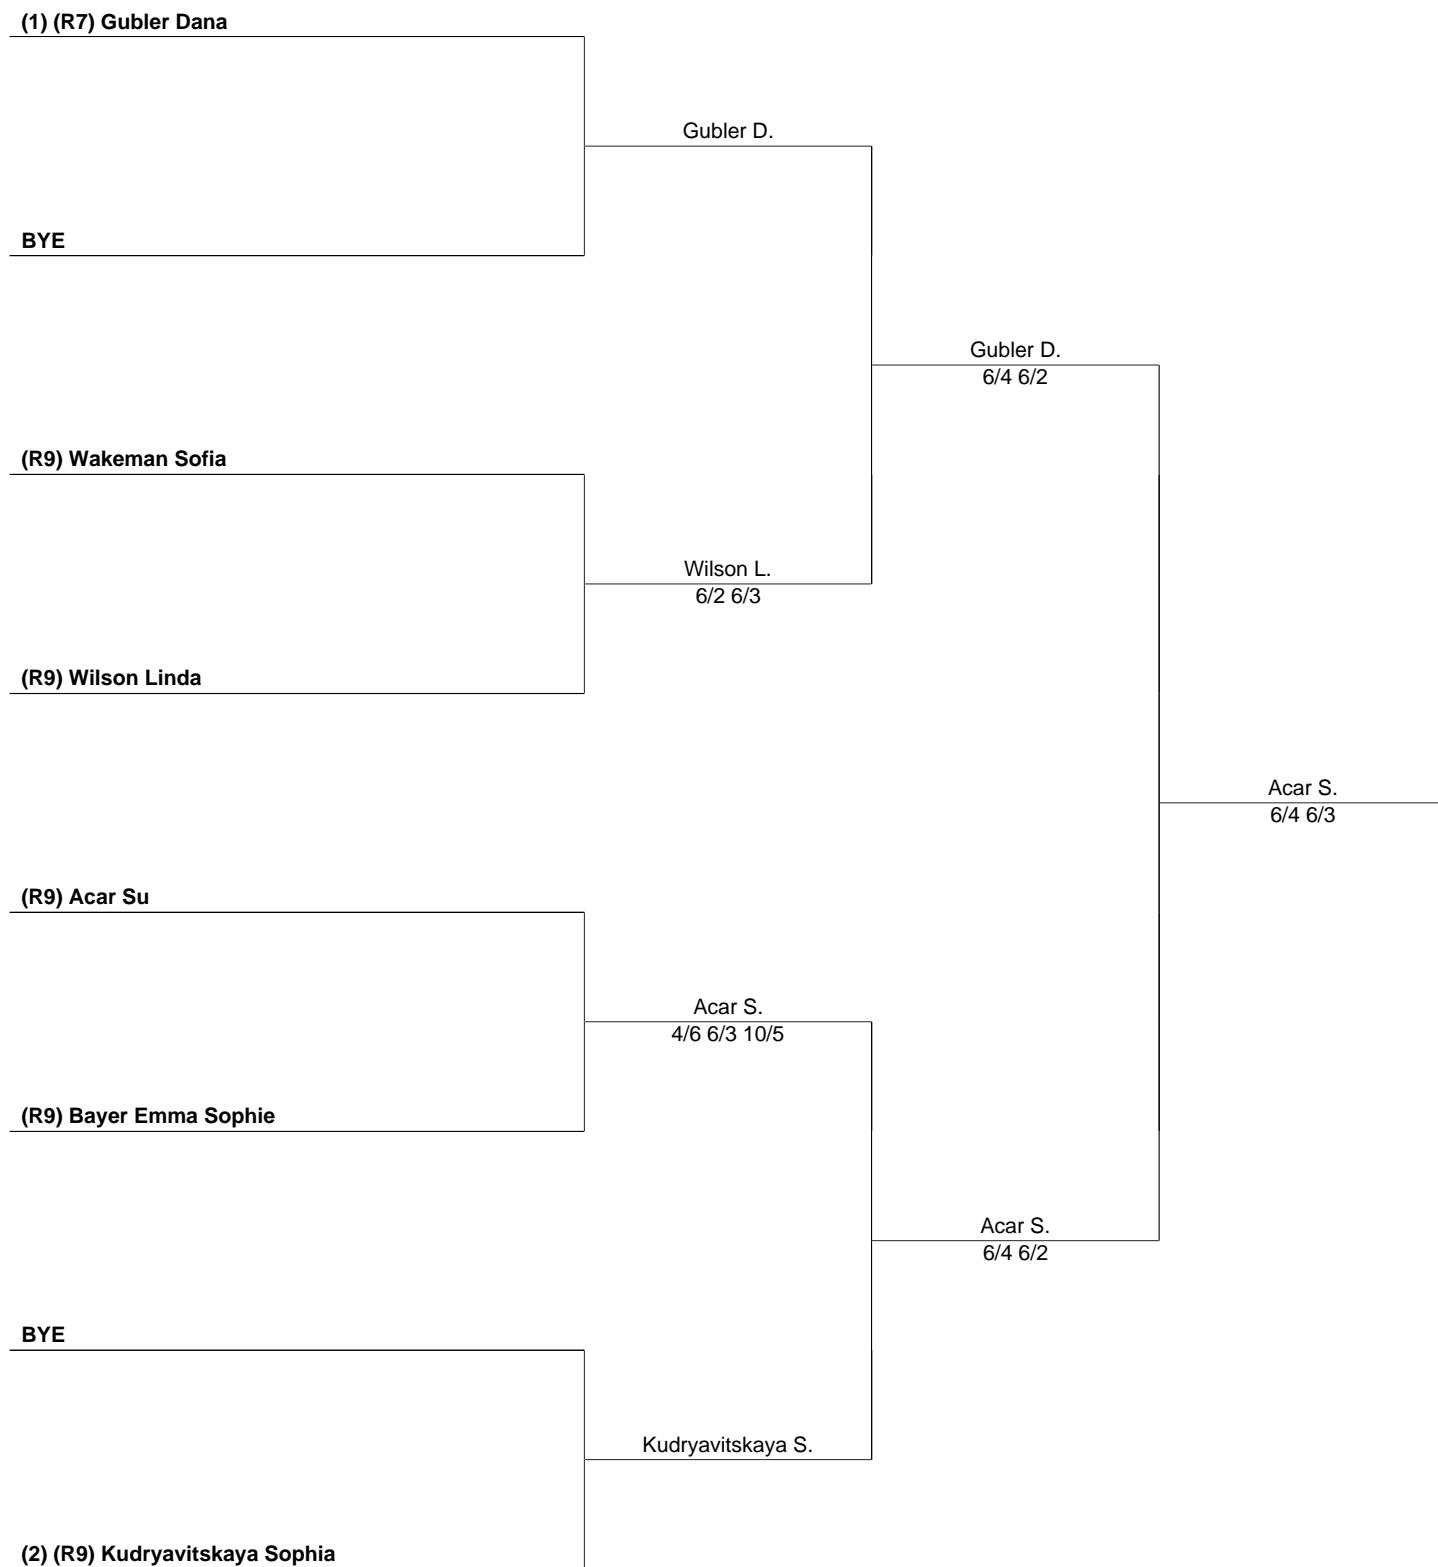 (1) (R7) Gubler Dana
Gubler D.
BYE
Gubler D.
6/4 6/2
(R9) Wakeman Sofia
Wilson L.
6/2 6/3
(R9) Wilson Linda
Acar S.
6/4 6/3
(R9) Acar Su
Acar S.
4/6 6/3 10/5
(R9) Bayer Emma Sophie
Acar S.
6/4 6/2
BYE
Kudryavitskaya S.
(2) (R9) Kudryavitskaya Sophia